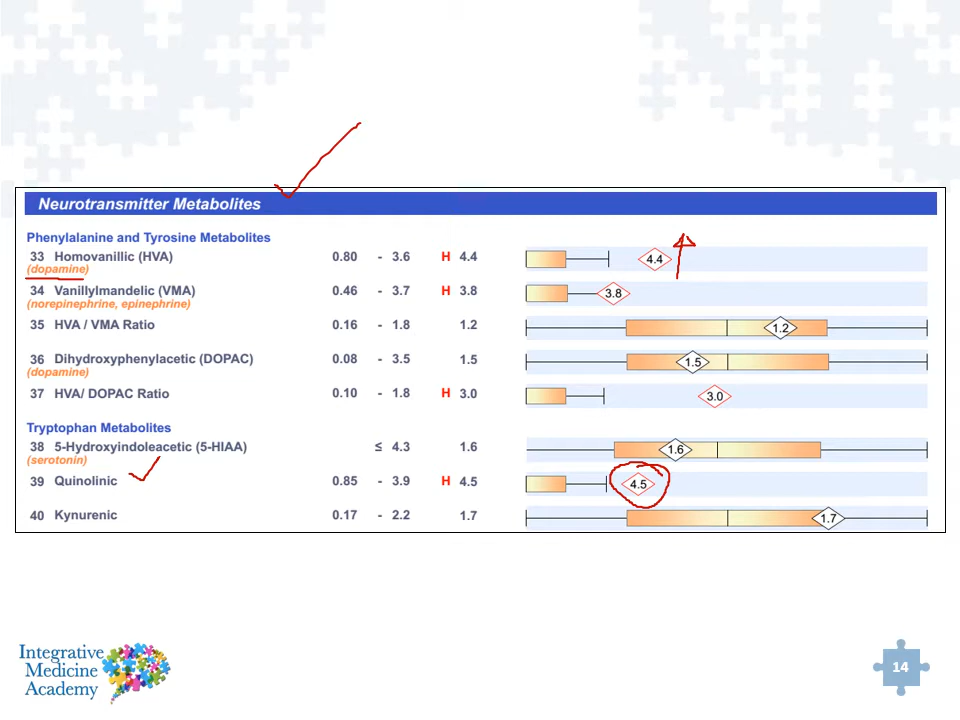 Neurotransmitter Metabolites
Phenylalanine and Tyrosine Metabolites
33 Homovanillic (HVA) 0.80 - 3.6 H 4.4 4.4
(dopamine)
34 Vanillylmandelic (VMA) 0.46 - 3.7 H 3.8 3.8
(norepinephrine, epinephrine)
35 HVA / VMA Ratio 0.16 - 1.8 1.2 1.2
36 Dihydroxyphenylacetic (DOPAC) 0.08 - 3.5 1.5 1.5
(dopamine)
37 HVA/ DOPAC Ratio 0.10 - 1.8 H 3.0 3.0
Tryptophan Metabolites
38 5-Hydroxyindoleacetic (5-HIAA) ≤ 4.3 1.6 1.6
(serotonin)
39 Quinolinic 0.85 - 3.9 H 4.5 4.5
40 Kynurenic 0.17 - 2.2 1.7 1.7
Integrative
Medicine
Academy
14